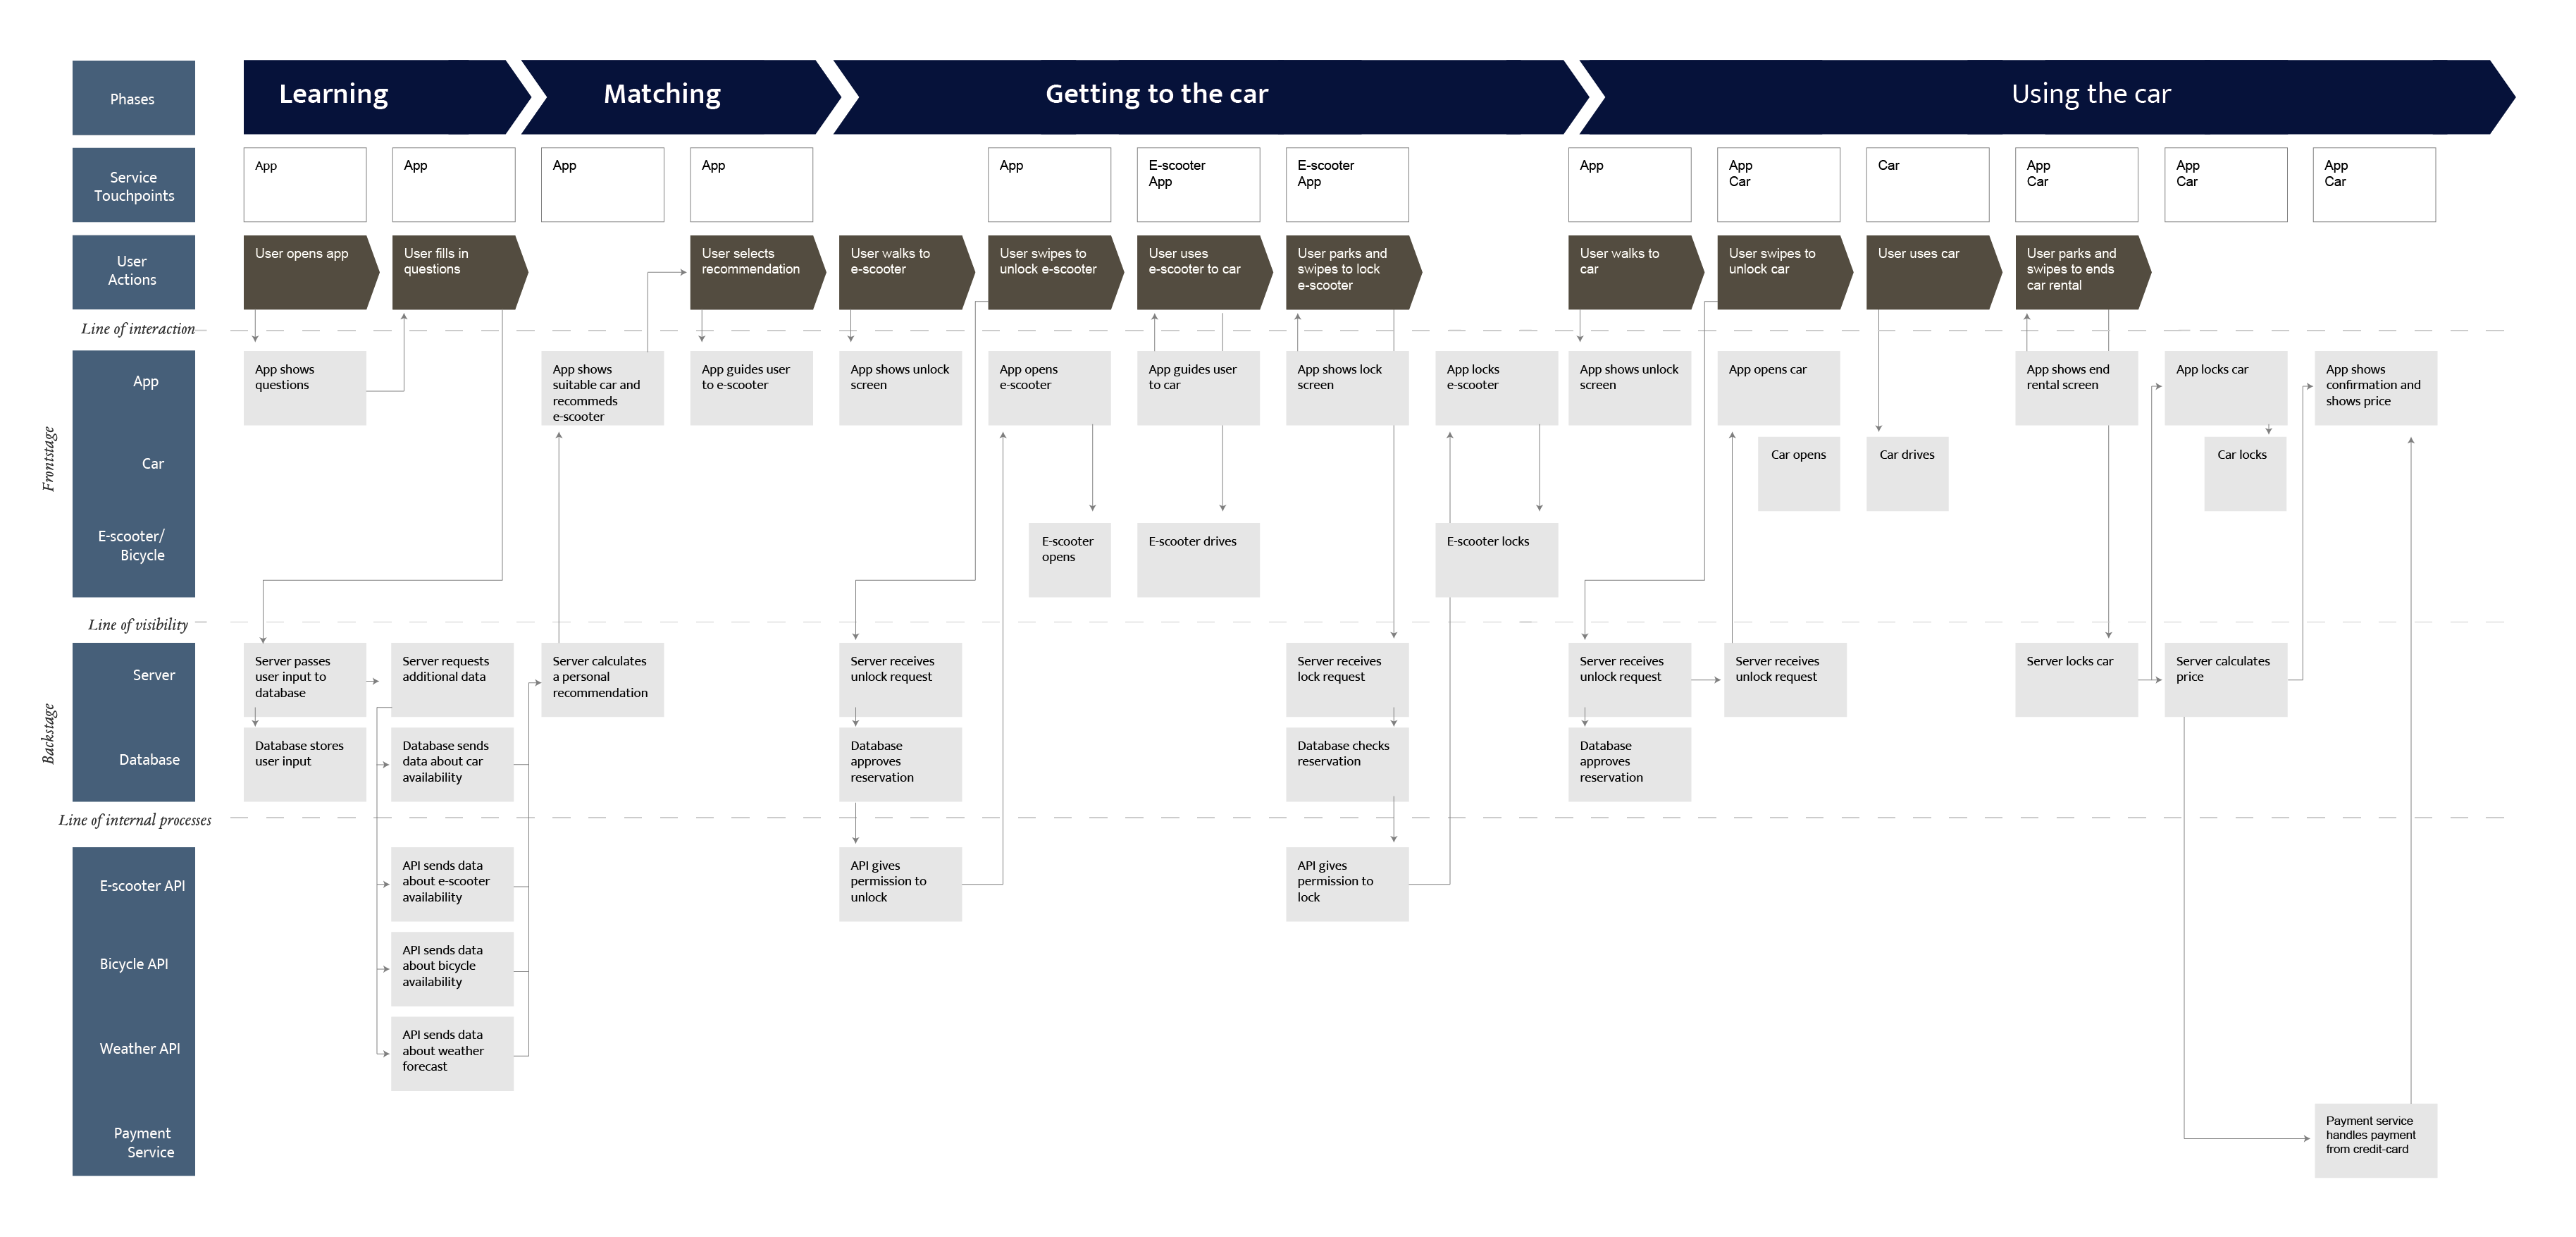 Phases
Learning
Matching
Getting to the car
Using the car
Service
Touchpoints
App
App
App
App
App
E-scooter
App
E-scooter
App
App
App
Car
Car
App
Car
App
Car
App
Car
User
Actions
User opens app
User fills in
questions
User selects
recommendation
User walks to
e-scooter
User swipes to
unlock e-scooter
User uses
e-scooter to car
User parks and
swipes to lock
e-scooter
User walks to
car
User swipes to
unlock car
User uses car
User parks and
swipes to ends
car rental
Line of interaction
Frontstage
App
App shows
questions
App shows
suitable car and
recommeds
e-scooter
App guides user
to e-scooter
App shows unlock
screen
App opens
e-scooter
App guides user
to car
App shows lock
screen
App locks
e-scooter
App shows unlock
screen
App opens car
App shows end
rental screen
App locks car
App shows
confirmation and
shows price
Car
Car opens
Car drives
Car locks
E-scooter/
Bicycle
E-scooter
opens
E-scooter drives
E-scooter locks
Line of visibility
Backstage
Server
Server passes
user input to
database
Server requests
additional data
Server calculates
a personal
recommendation
Server receives
unlock request
Server receives
lock request
Server receives
unlock request
Server receives
unlock request
Server locks car
Server calculates
price
Database
Database stores
user input
Database sends
data about car
availability
Database
approves
reservation
Database checks
reservation
Database
approves
reservation
Line of internal processes
E-scooter API
API sends data
about e-scooter
availability
API gives
permission to
unlock
API gives
permission to
lock
Bicycle API
API sends data
about bicycle
availability
Weather API
API sends data
about weather
forecast
Payment
Service
Payment service
handles payment
from credit-card